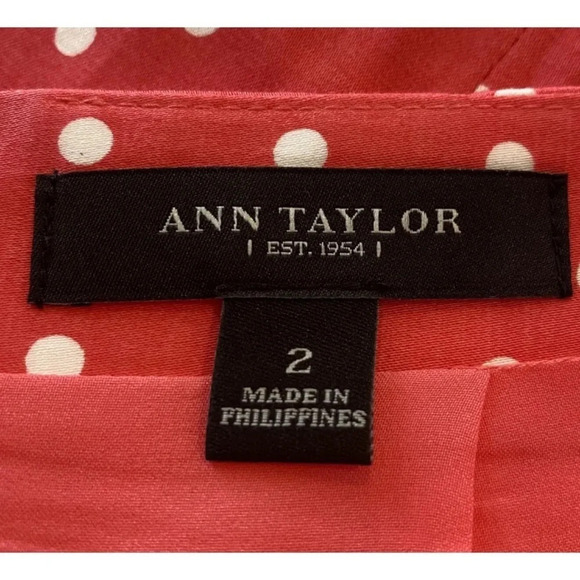 ANN TAYLOR
| EST. 1954 |
2
MADE IN
PHILIPPINES